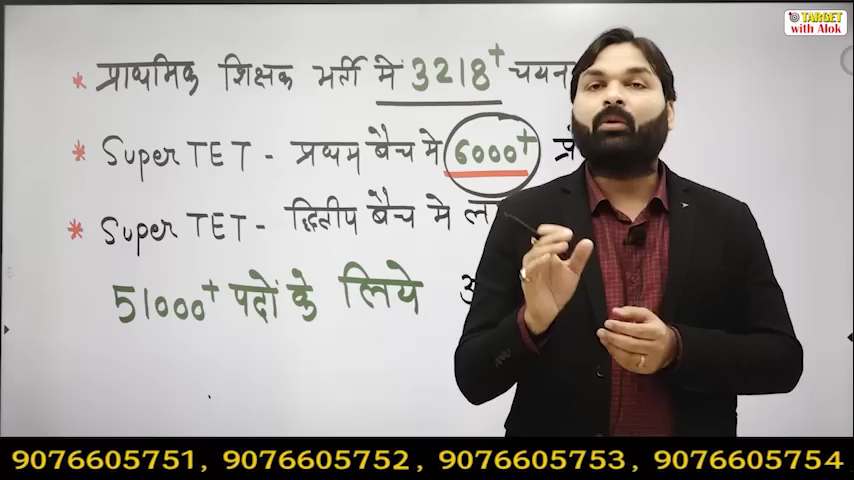 TARGET
with Alok
* प्राथमिक शिक्षक भर्ती में 3218+ चयन
* Super TET - प्रथम बैच में 6000+
* Super TET - द्वितीय बैच में
51000+ पदों के लिये
9076605751, 9076605752, 9076605753, 9076605754